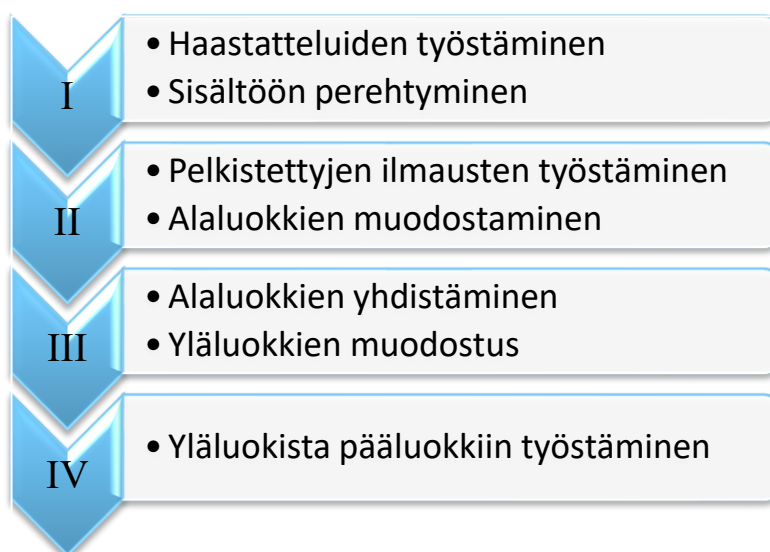 I
• Haastatteluiden työstäminen
• Sisältöön perehtyminen
II
• Pelkistettyjen ilmausten työstäminen
• Alaluokkien muodostaminen
III
• Alaluokkien yhdistäminen
• Yläluokkien muodostus
IV
• Yläluokista pääluokkiin työstäminen